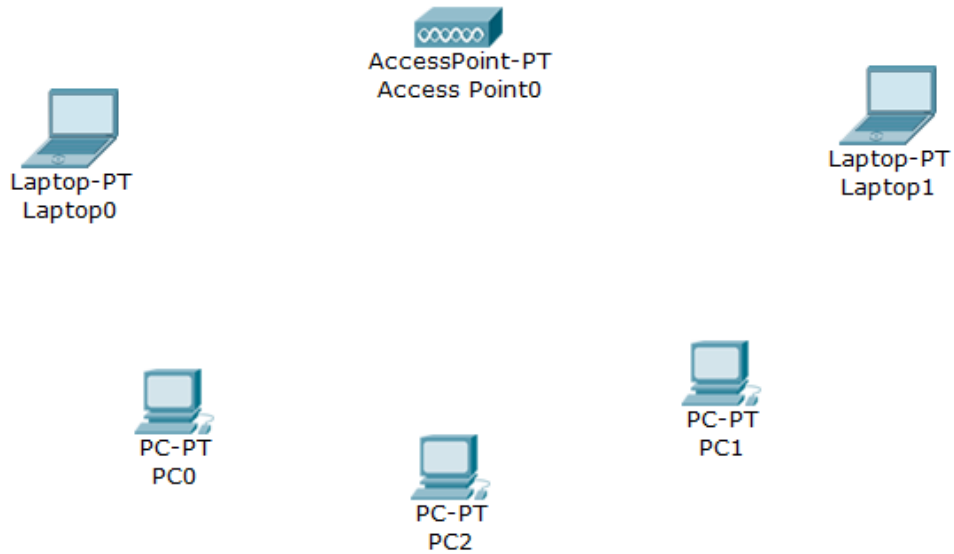 AccessPoint-PT
Access Point0
Laptop-PT
Laptop0
Laptop-PT
Laptop1
PC-PT
PC0
PC-PT
PC1
PC-PT
PC2